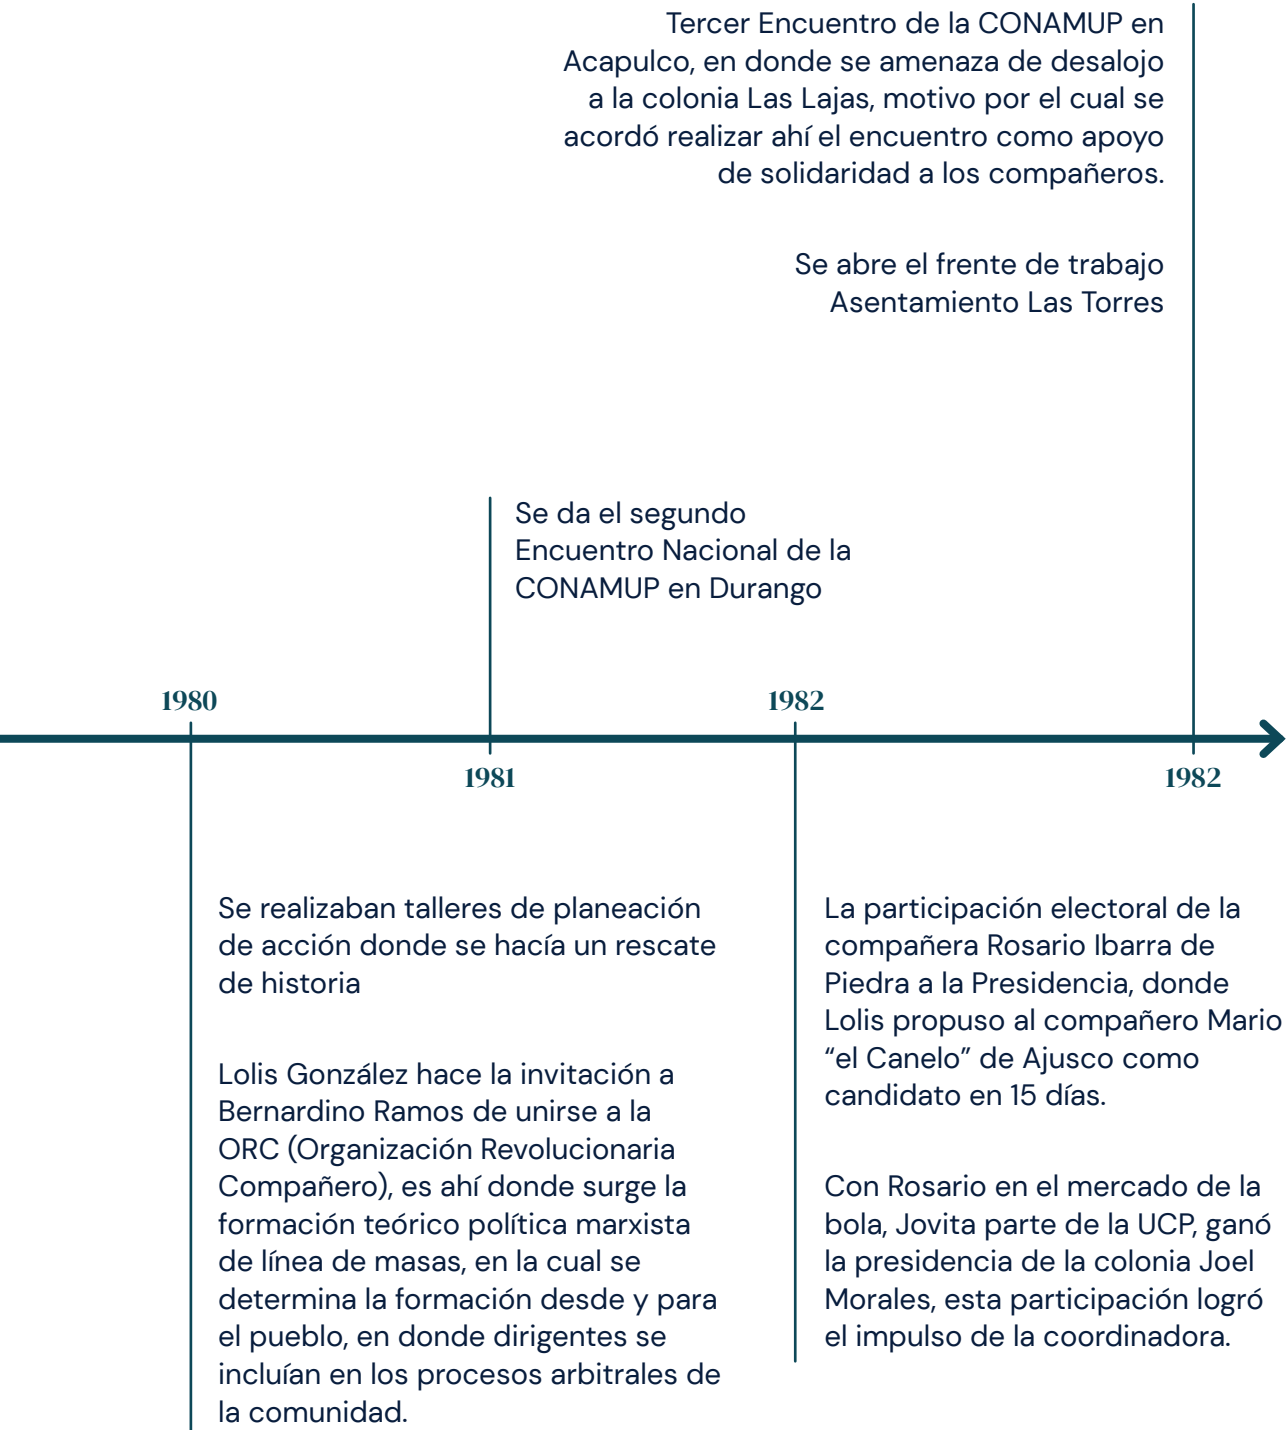 Tercer Encuentro de la CONAMUP en
Acapulco, en donde se amenaza de desalojo
a la colonia Las Lajas, motivo por el cual se
acordó realizar ahí el encuentro como apoyo
de solidaridad a los compañeros.
Se abre el frente de trabajo
Asentamiento Las Torres
Se da el segundo
Encuentro Nacional de la
CONAMUP en Durango
1980
1982
1981
1982
Se realizaban talleres de planeación
de acción donde se hacía un rescate
de historia
Lolis González hace la invitación a
Bernardino Ramos de unirse a la
ORC (Organización Revolucionaria
Compañero), es ahí donde surge la
formación teórico política marxista
de línea de masas, en la cual se
determina la formación desde y para
el pueblo, en donde dirigentes se
incluían en los procesos arbitrales de
la comunidad.
La participación electoral de la
compañera Rosario Ibarra de
Piedra a la Presidencia, donde
Lolis propuso al compañero Mario
“el Canelo” de Ajusco como
candidato en 15 días.
Con Rosario en el mercado de la
bola, Jovita parte de la UCP, ganó
la presidencia de la colonia Joel
Morales, esta participación logró
el impulso de la coordinadora.